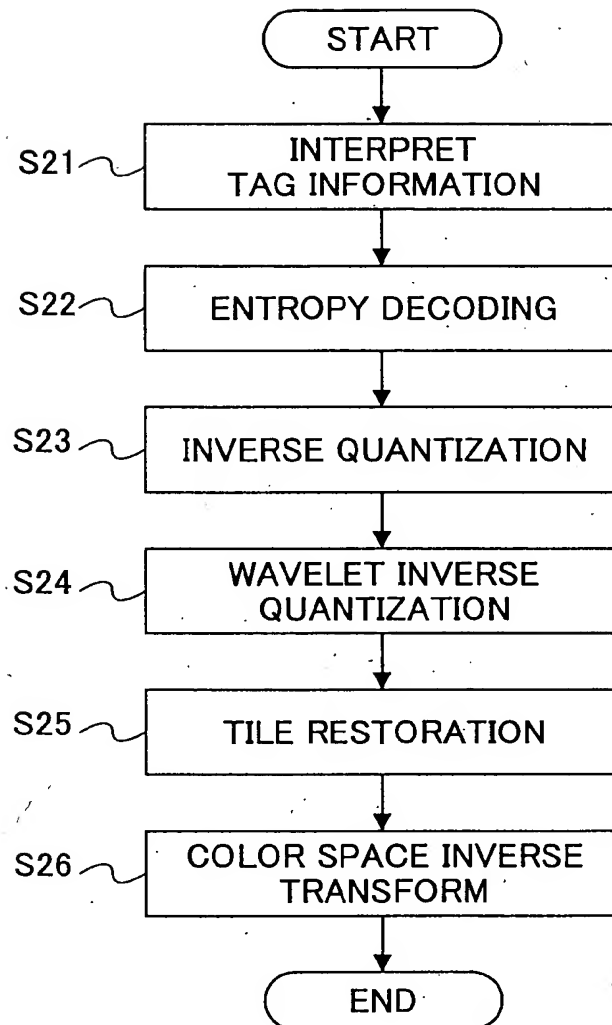 START
S21
INTERPRET
TAG INFORMATION
S22
ENTROPY DECODING
S23
INVERSE QUANTIZATION
S24
WAVELET INVERSE
QUANTIZATION
S25
TILE RESTORATION
S26
COLOR SPACE INVERSE
TRANSFORM
END